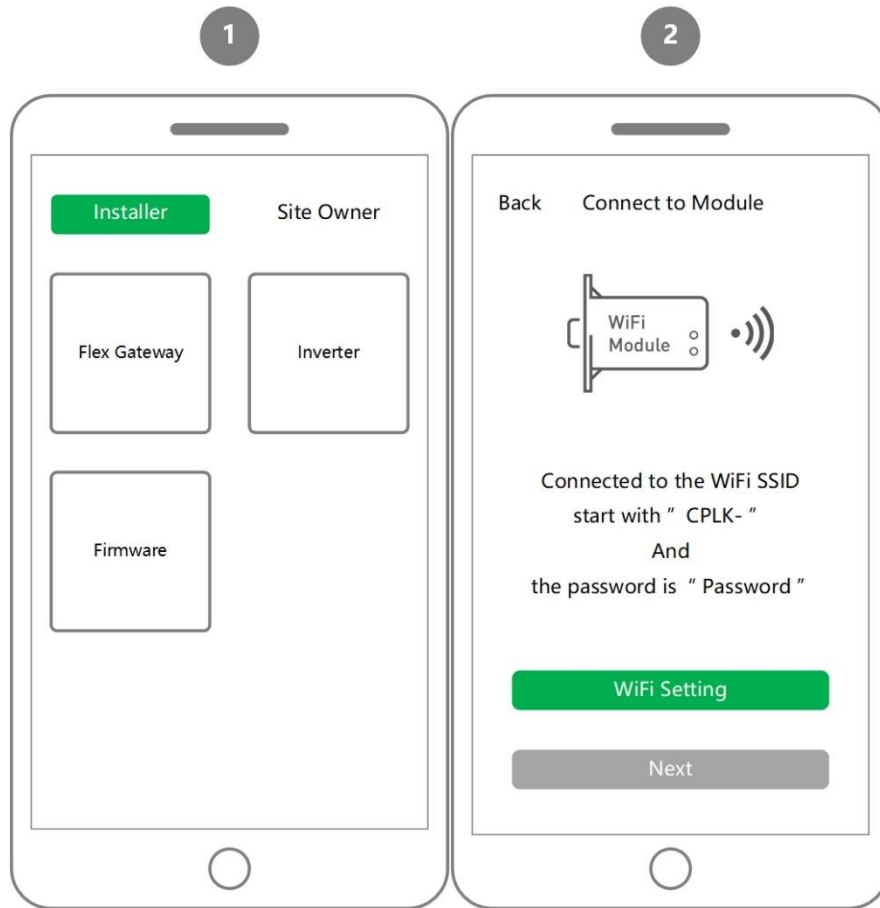 1
Installer
Site Owner
Flex Gateway
Inverter
Firmware
2
Back
Connect to Module
WiFi
Module
Connected to the WiFi SSID
start with " CPLK- "
And
the password is " Password "
WiFi Setting
Next